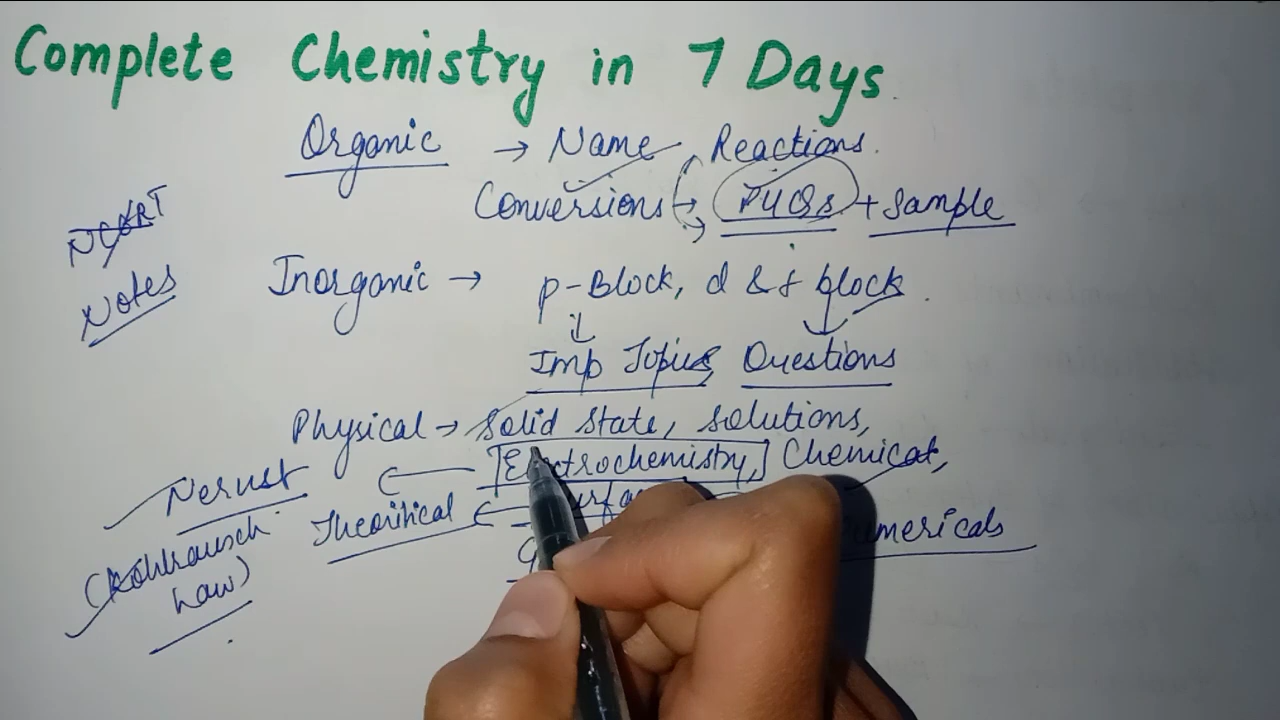 Complete Chemistry in 7 Days.
Organic → Name Reactions.
Conversions → PYQs + Sample
NCERT
Notes
Inorganic → p-Block, d & f block.
↓ ↓
Imp Topics, Questions
Physical → Solid State, Solutions,
Electrochemistry, Chemical,
Nernst
Theoritical
(Kohlrausch
Law)